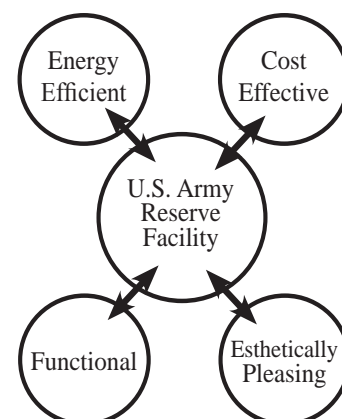 Energy
Efficient
Cost
Effective
U.S. Army
Reserve
Facility
Functional
Esthetically
Pleasing